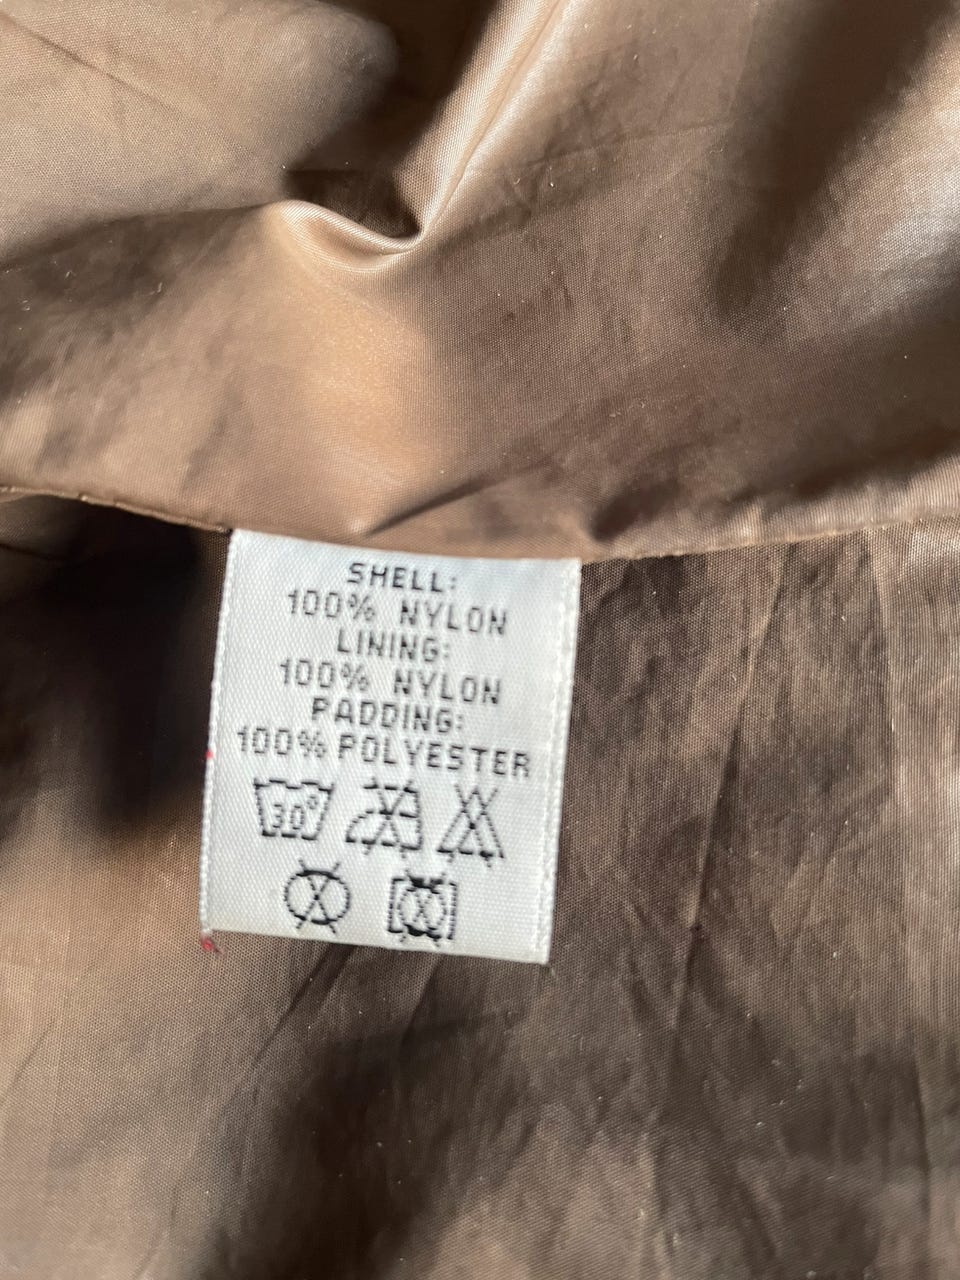 SHELL:
100% NYLON
LINING:
100% NYLON
PADDING:
100% POLYESTER
30°